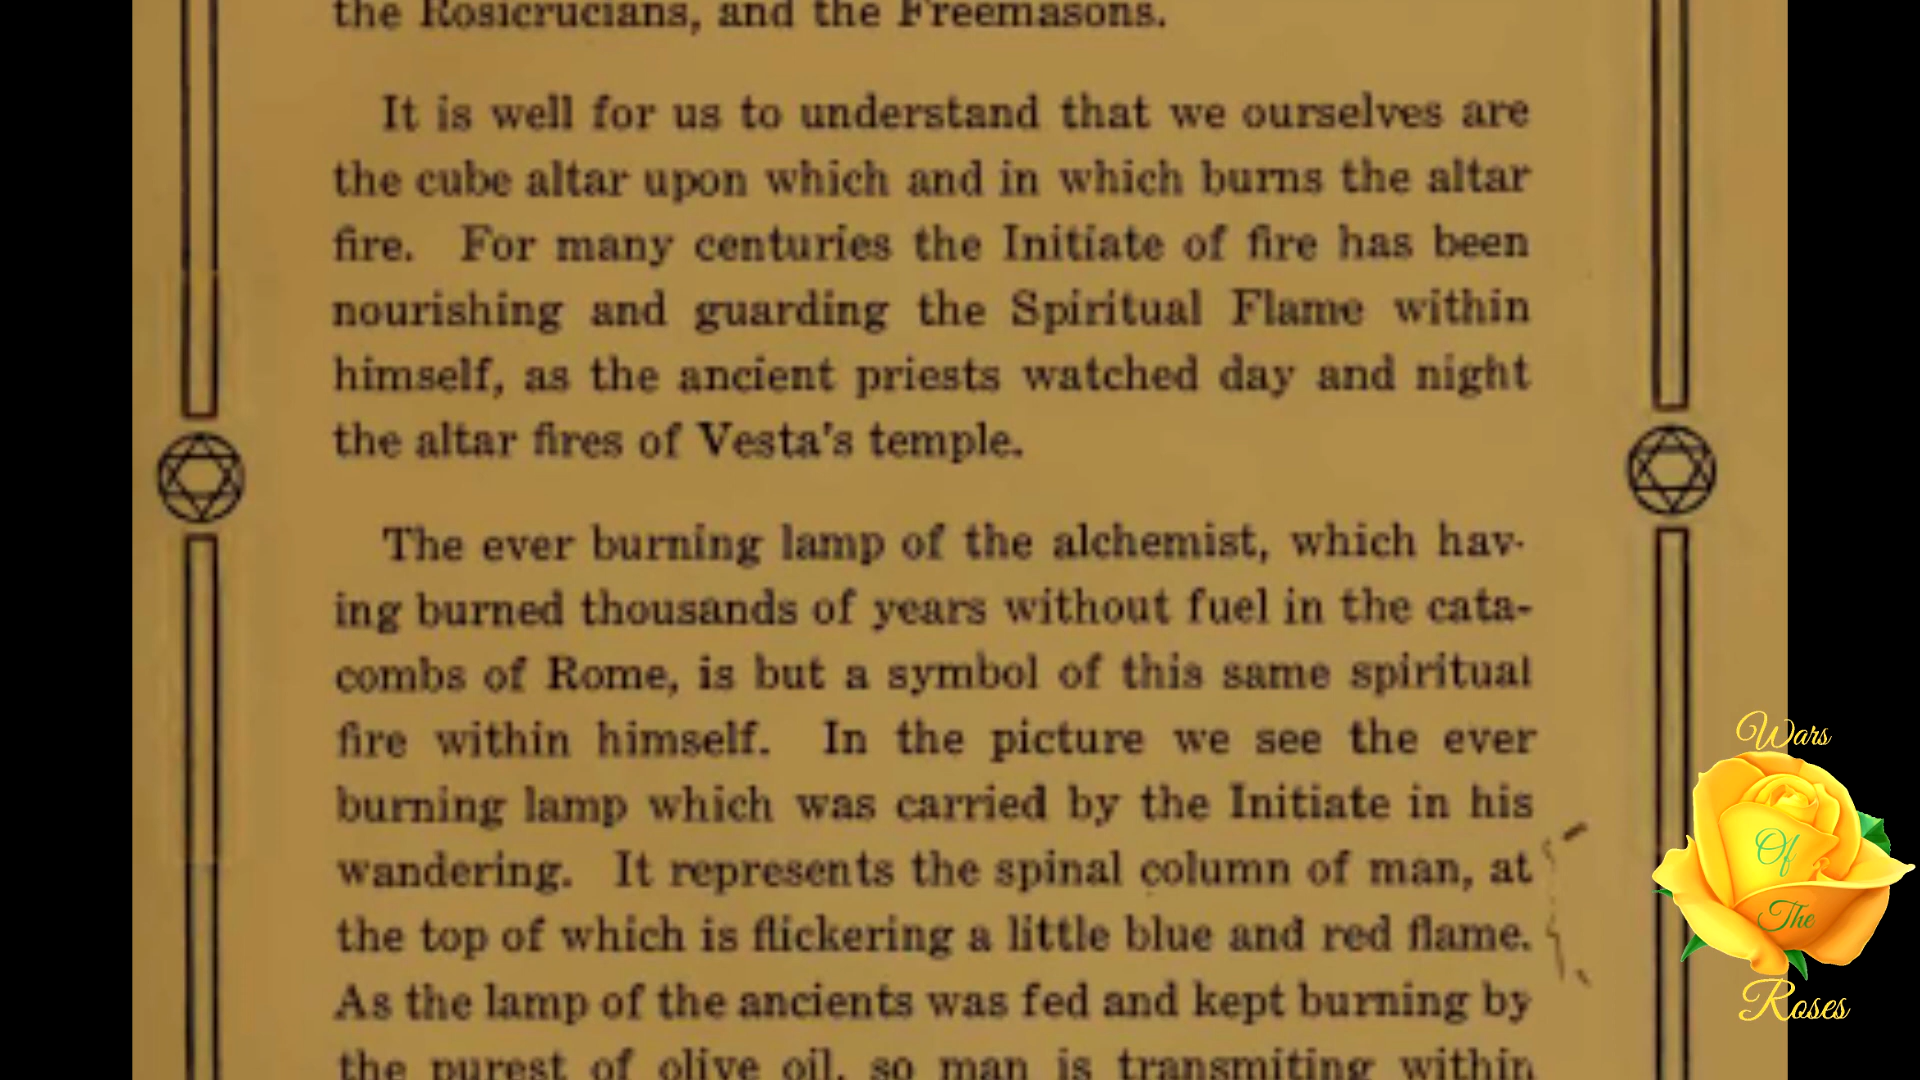 the Rosicrucians, and the Freemasons.
It is well for us to understand that we ourselves are
the cube altar upon which and in which burns the altar
fire. For many centuries the Initiate of fire has been
nourishing and guarding the Spiritual Flame within
himself, as the ancient priests watched day and night
the altar fires of Vesta's temple.
The ever burning lamp of the alchemist, which hav-
ing burned thousands of years without fuel in the cata-
combs of Rome, is but a symbol of this same spiritual
fire within himself. In the picture we see the ever
burning lamp which was carried by the Initiate in his
wandering. It represents the spinal column of man, at
the top of which is flickering a little blue and red flame.
As the lamp of the ancients was fed and kept burning by
the purest of olive oil, so man is transmiting within
Wars
Of
The
Roses